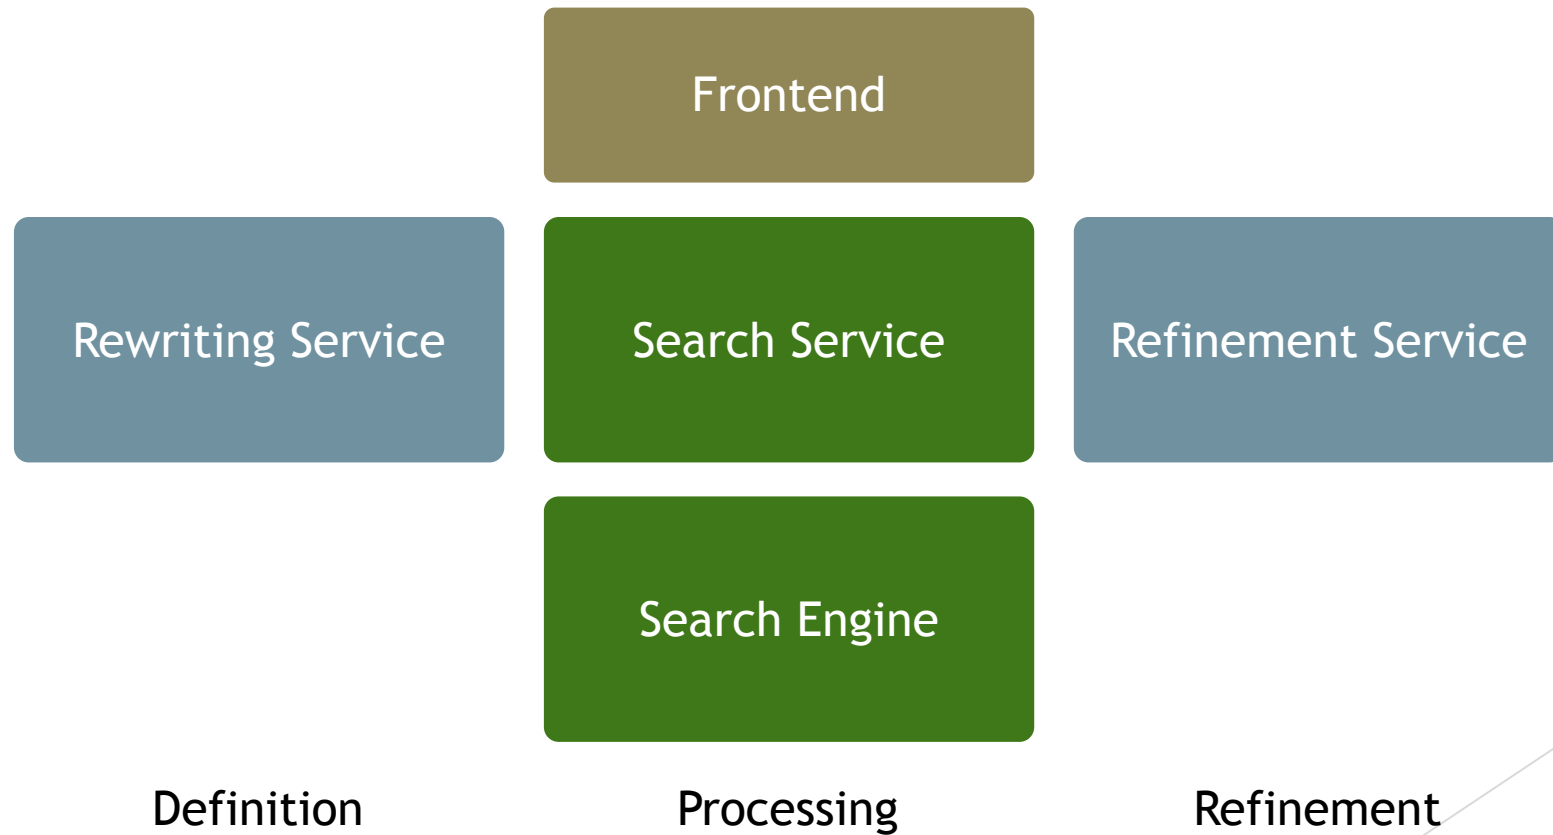 Frontend
Rewriting Service
Search Service
Refinement Service
Search Engine
Definition
Processing
Refinement